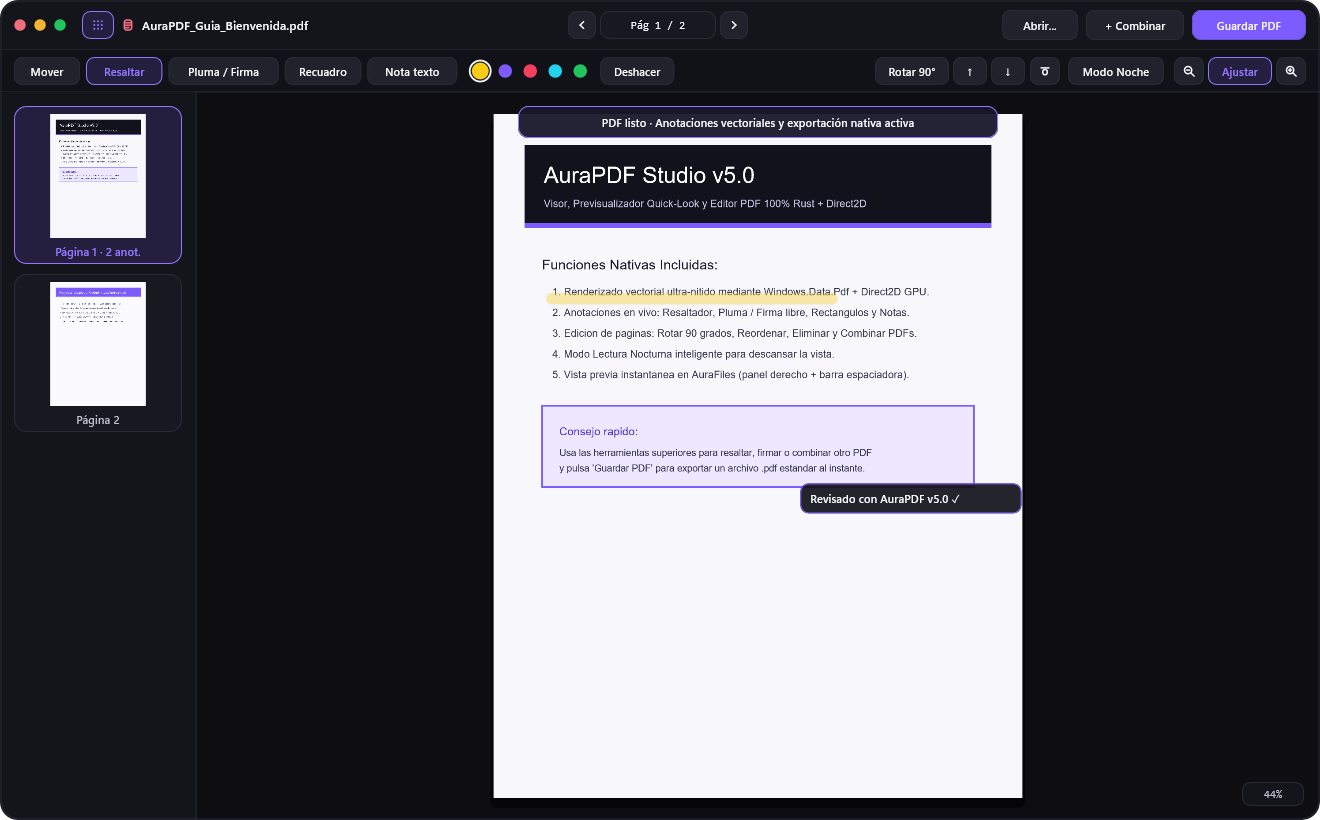 AuraPDF_Guia_Bienvenida.pdf
Pág 1 / 2
Abrir...
+ Combinar
Guardar PDF
Mover
Resaltar
Pluma / Firma
Recuadro
Nota texto
Deshacer
Rotar 90°
↑
↓
Modo Noche
Ajustar
Página 1 · 2 anot.
Página 2
PDF listo · Anotaciones vectoriales y exportación nativa activa
AuraPDF Studio v5.0
Visor, Previsualizador Quick-Look y Editor PDF 100% Rust + Direct2D
Funciones Nativas Incluidas:
1. Renderizado vectorial ultra-nitido mediante Windows.Data.Pdf + Direct2D GPU.
2. Anotaciones en vivo: Resaltador, Pluma / Firma libre, Rectangulos y Notas.
3. Edicion de paginas: Rotar 90 grados, Reordenar, Eliminar y Combinar PDFs.
4. Modo Lectura Nocturna inteligente para descansar la vista.
5. Vista previa instantanea en AuraFiles (panel derecho + barra espaciadora).
Consejo rapido:
Usa las herramientas superiores para resaltar, firmar o combinar otro PDF
y pulsa 'Guardar PDF' para exportar un archivo .pdf estandar al instante.
Revisado con AuraPDF v5.0 ✓
44%